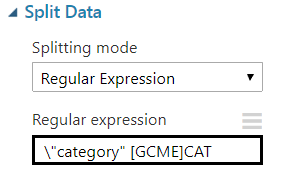 Split Data
Splitting mode
Regular Expression
Regular expression
\"category" [GCME]CAT